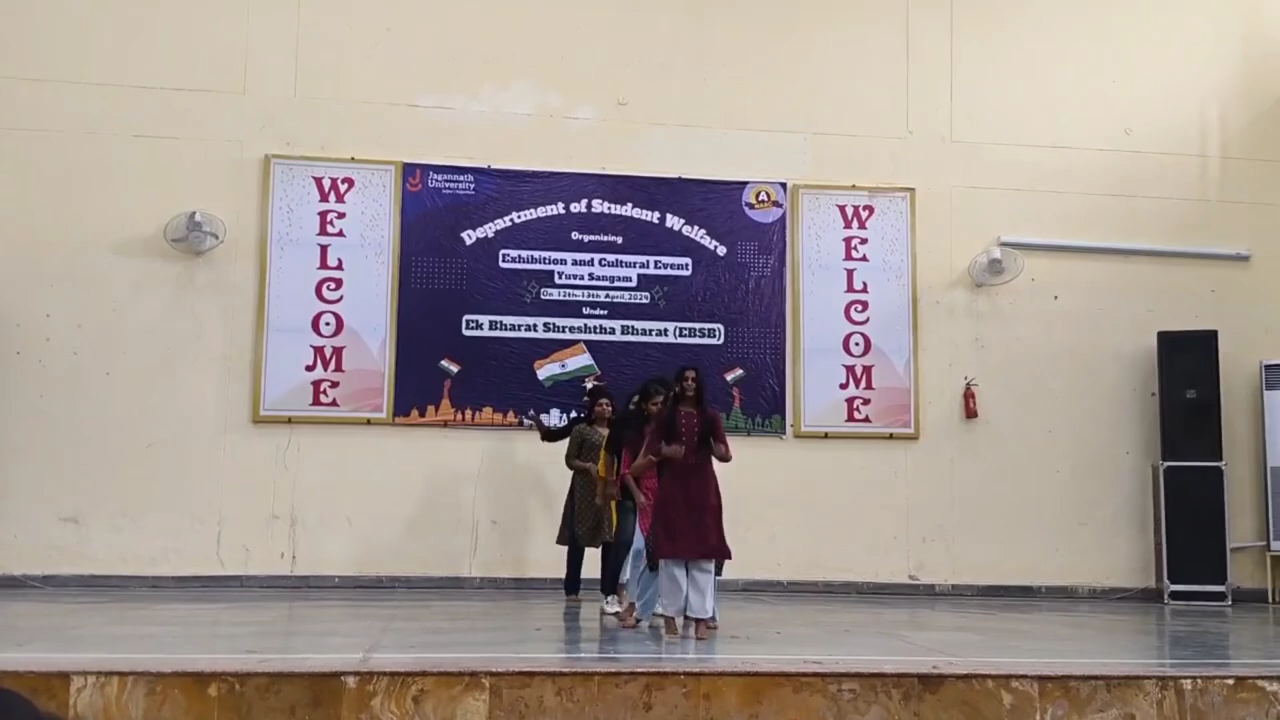 WELCOME
Jagannath
University
Department of Student Welfare
Organizing
Exhibition and Cultural Event
Yuva Sangam
On 12th-13th April,2024
Under
Ek Bharat Shreshtha Bharat (EBSB)
A
NAAC
WELCOME